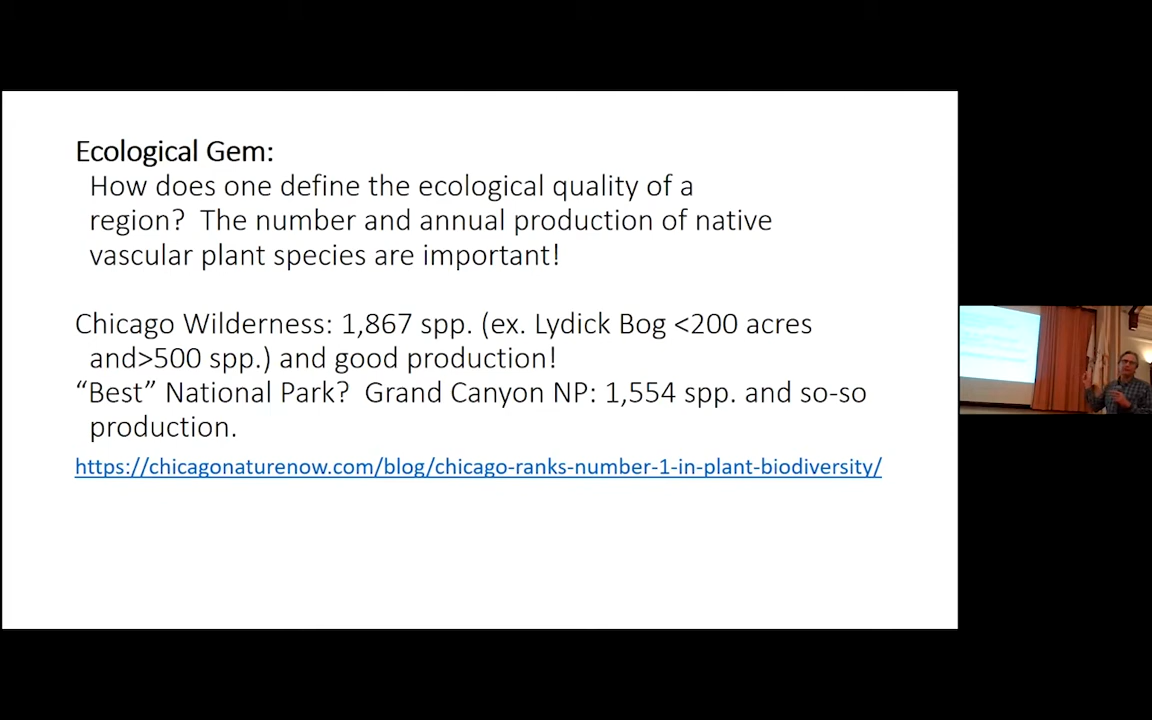 Ecological Gem:
How does one define the ecological quality of a
region?  The number and annual production of native
vascular plant species are important!
Chicago Wilderness: 1,867 spp. (ex. Lydick Bog <200 acres
and>500 spp.) and good production!
“Best” National Park?  Grand Canyon NP: 1,554 spp. and so-so
production.
https://chicagonaturenow.com/blog/chicago-ranks-number-1-in-plant-biodiversity/